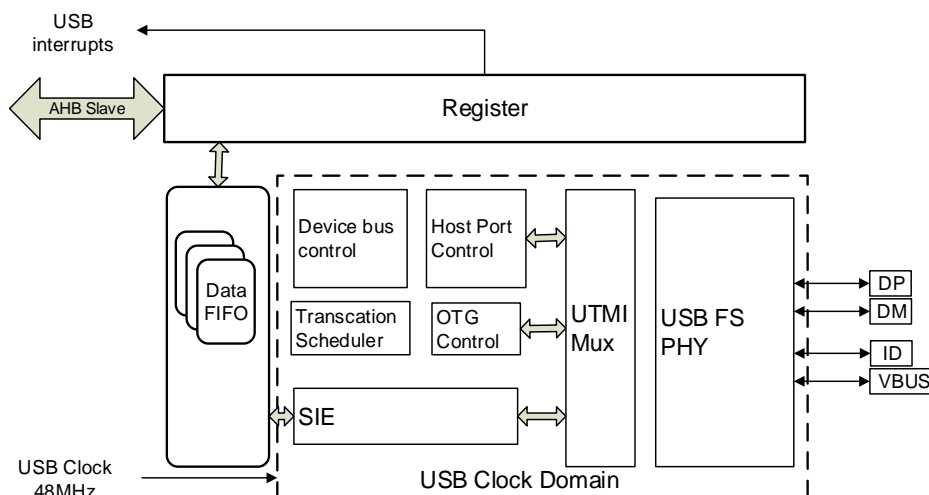 USB
interrupts
AHB Slave
Register
Device bus
control
Host Port
Control
Data
FIFO
Transcation
Scheduler
OTG
Control
UTMI
Mux
USB FS
PHY
DP
DM
ID
VBUS
SIE
USB Clock
48MHz
USB Clock Domain